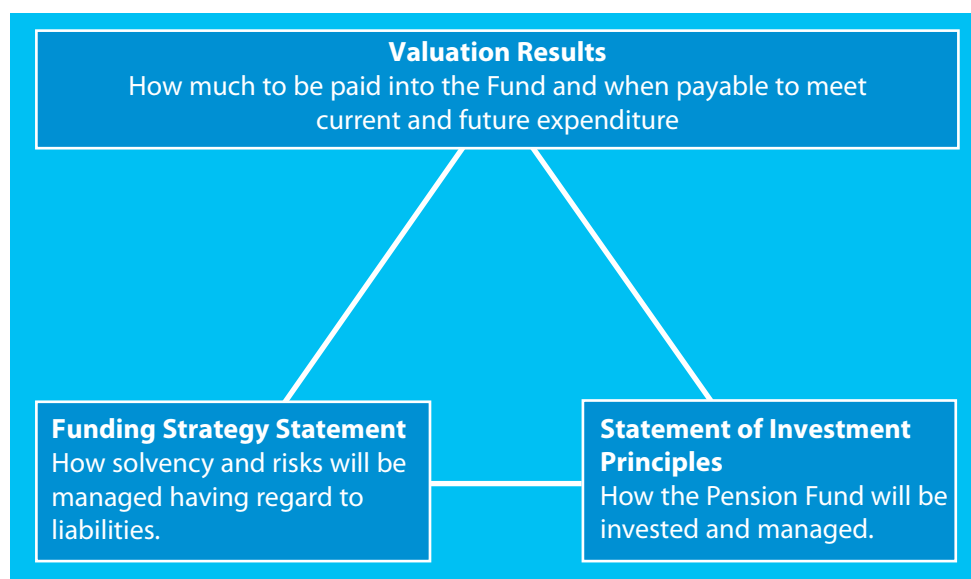 Valuation Results
How much to be paid into the Fund and when payable to meet
current and future expenditure
Funding Strategy Statement
How solvency and risks will be
managed having regard to
liabilities.
Statement of Investment
Principles
How the Pension Fund will be
invested and managed.